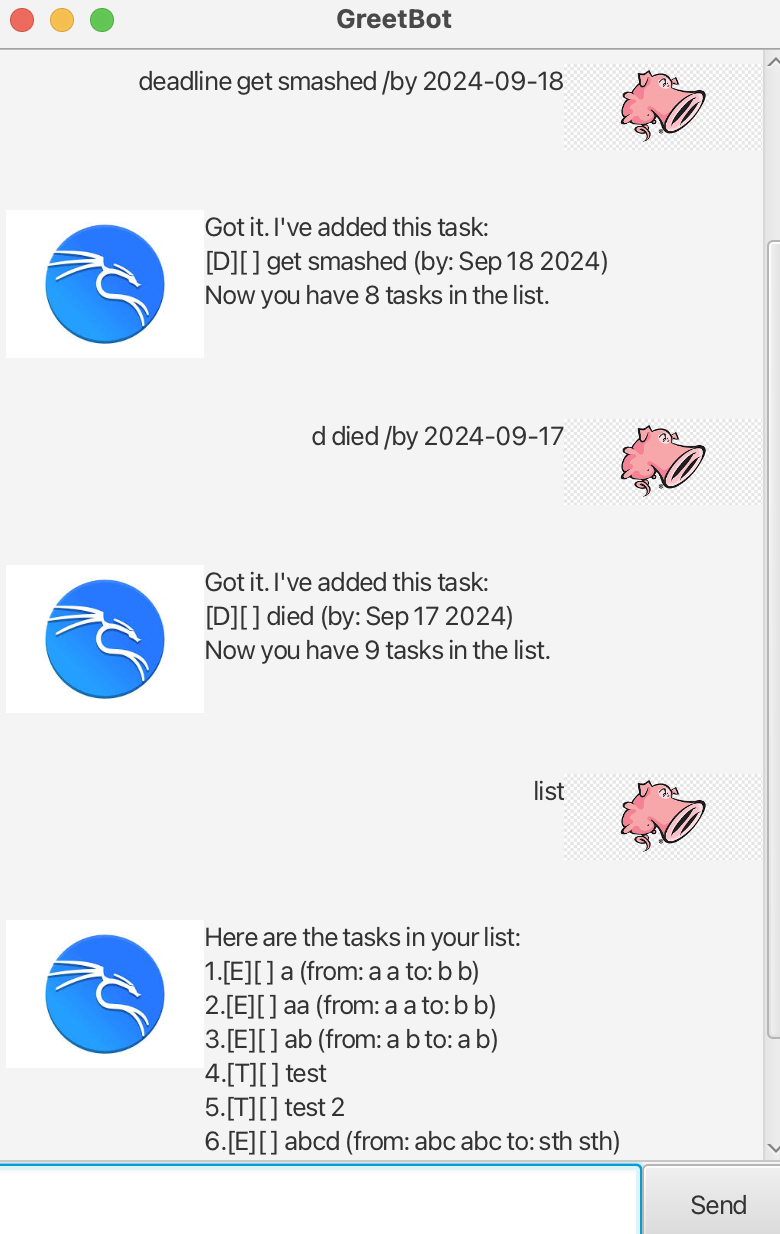 GreetBot
deadline get smashed /by 2024-09-18
Got it. I've added this task:
[D][ ] get smashed (by: Sep 18 2024)
Now you have 8 tasks in the list.
d died /by 2024-09-17
Got it. I've added this task:
[D][ ] died (by: Sep 17 2024)
Now you have 9 tasks in the list.
list
Here are the tasks in your list:
1.[E][ ] a (from: a a to: b b)
2.[E][ ] aa (from: a a to: b b)
3.[E][ ] ab (from: a b to: a b)
4.[T][ ] test
5.[T][ ] test 2
6.[E][ ] abcd (from: abc abc to: sth sth)
Send